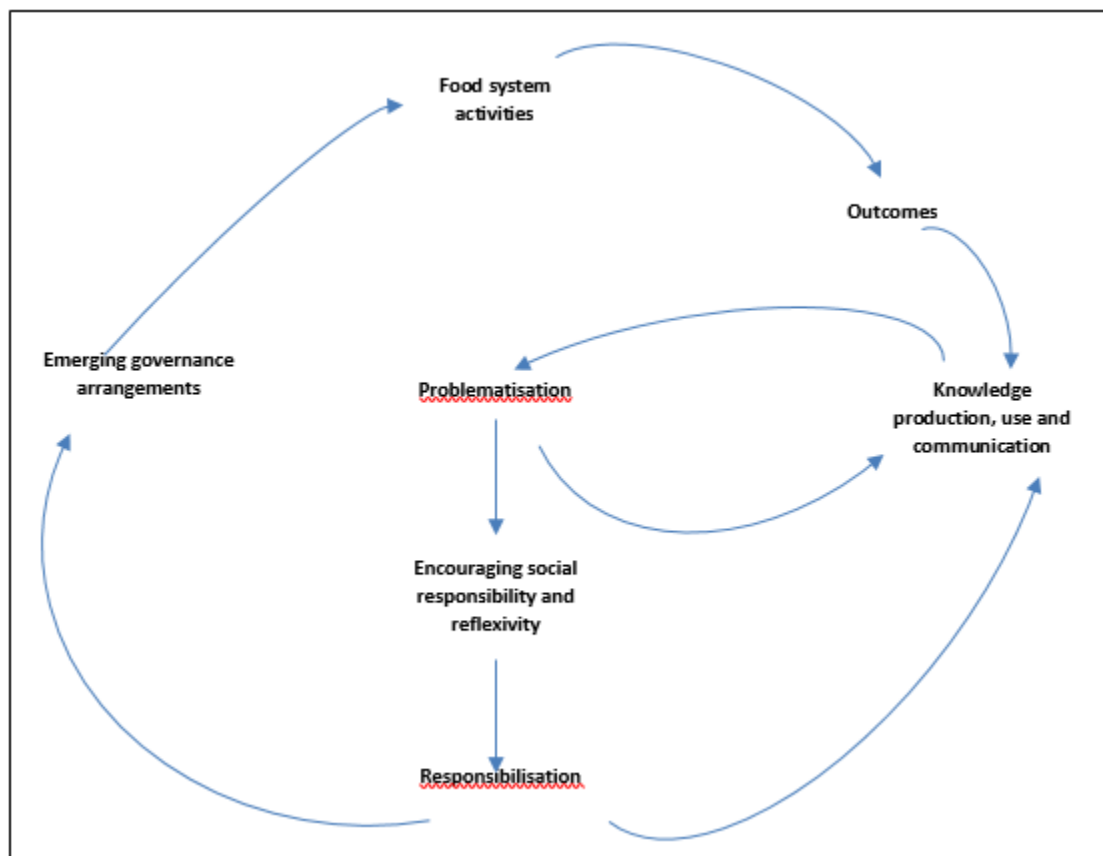 Food system
activities
Outcomes
Emerging governance
arrangements
Problematisation
Knowledge
production, use and
communication
Encouraging social
responsibility and
reflexivity
Responsibilisation